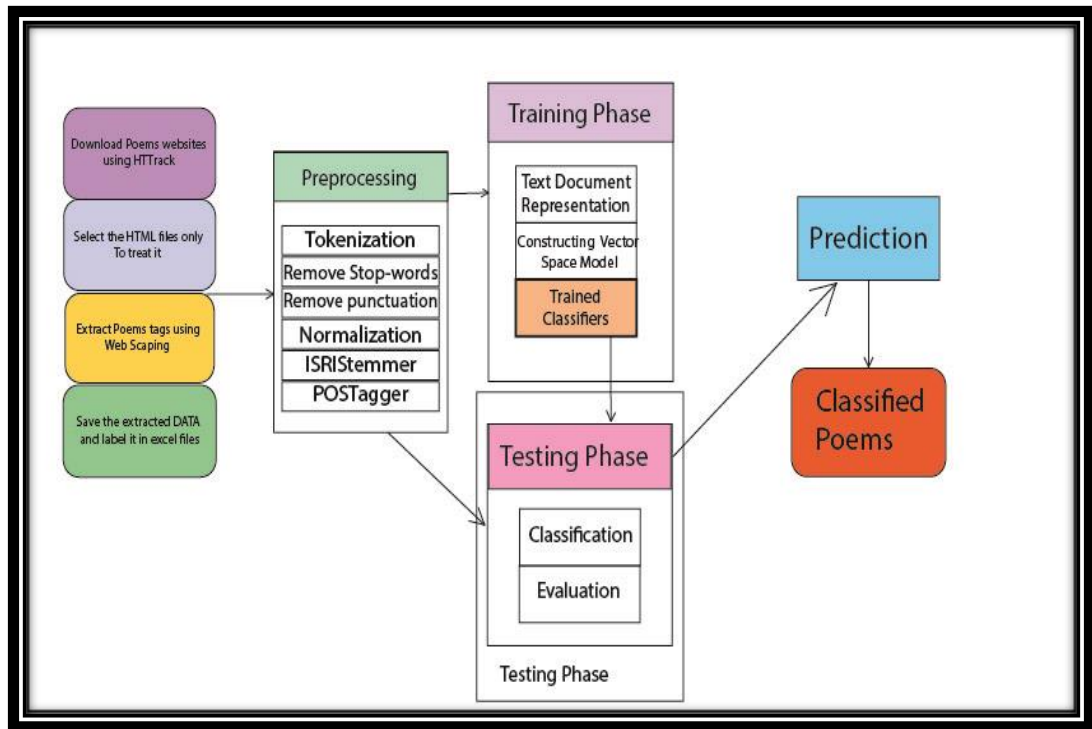 Download Poems websites
using HTTrack
Select the HTML files only
To treat it
Extract Poems tags using
Web Scaping
Save the extracted DATA
and label it in excel files
Preprocessing
Tokenization
Remove Stop-words
Remove punctuation
Normalization
ISRIStemmer
POSTagger
Training Phase
Text Document
Representation
Constructing Vector
Space Model
Trained
Classifiers
Testing Phase
Classification
Evaluation
Testing Phase
Prediction
Classified
Poems